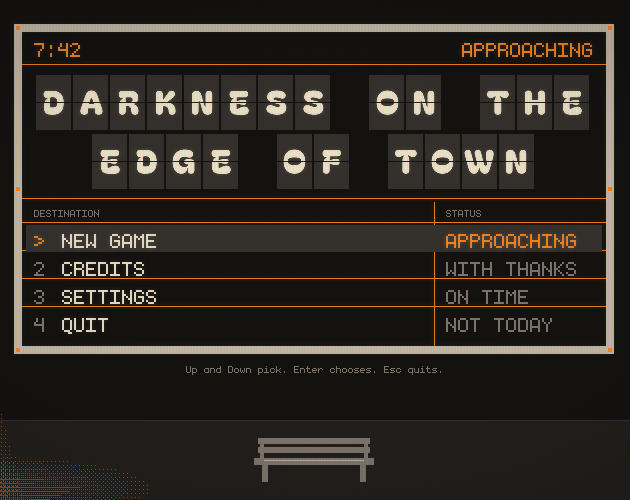 7:42 APPROACHING
DARKNESS ON THE
EDGE OF TOWN
DESTINATION STATUS
> NEW GAME APPROACHING
2 CREDITS WITH THANKS
3 SETTINGS ON TIME
4 QUIT NOT TODAY
Up and Down pick. Enter chooses. Esc quits.